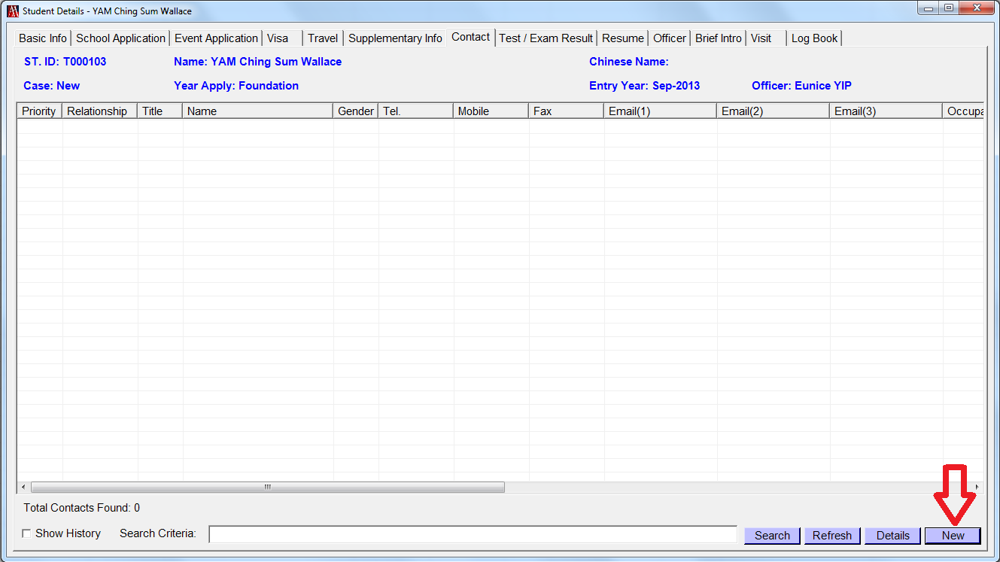 Student Details - YAM Ching Sum Wallace
Basic Info School Application Event Application Visa Travel Supplementary Info Contact Test / Exam Result Resume Officer Brief Intro Visit Log Book
ST. ID: T000103 Name: YAM Ching Sum Wallace Chinese Name:
Case: New Year Apply: Foundation Entry Year: Sep-2013 Officer: Eunice YIP
Priority Relationship Title Name Gender Tel. Mobile Fax Email(1) Email(2) Email(3) Occupa
Total Contacts Found: 0
Show History Search Criteria: Search Refresh Details New